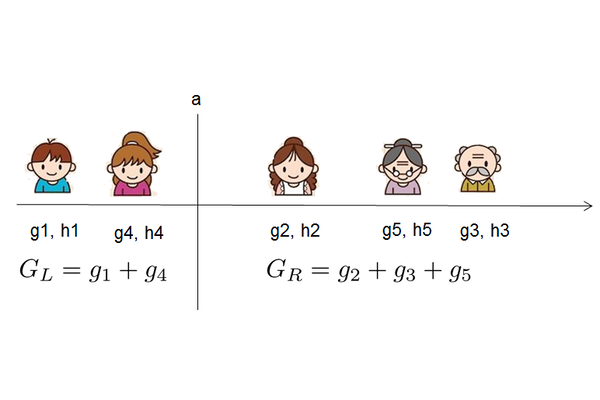 a
g1, h1 g4, h4 g2, h2 g5, h5 g3, h3
G_L = g_1 + g_4 G_R = g_2 + g_3 + g_5